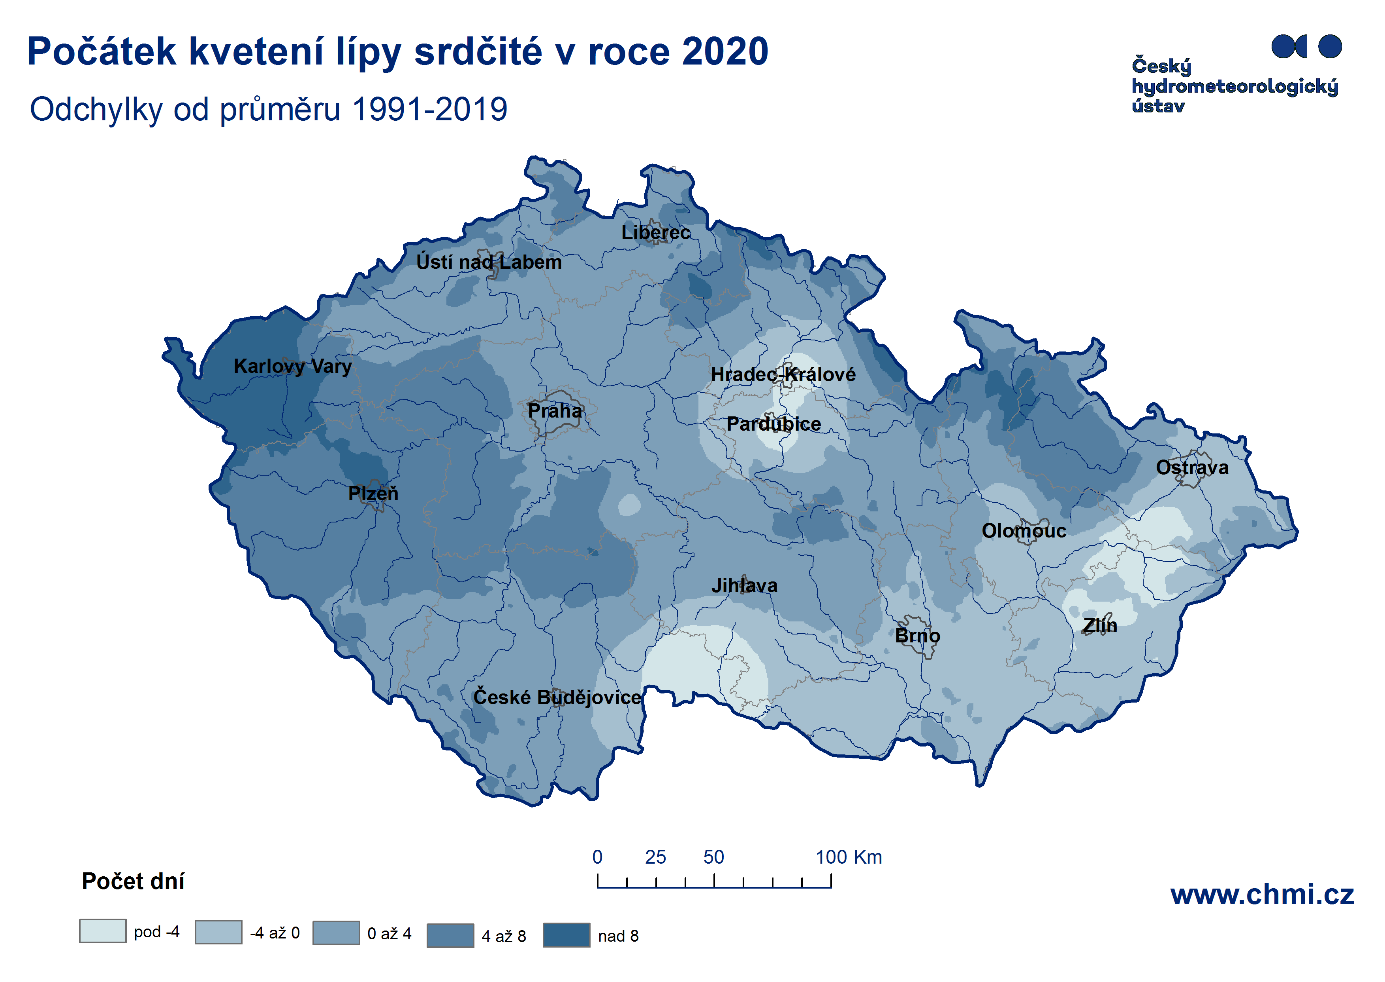 Počátek kvetení lípy srdčité v roce 2020
Odchylky od průměru 1991-2019
Český
hydrometeorologický
ústav
Liberec
Ústí nad Labem
Karlovy Vary
Hradec Králové
Praha
Pardubice
Ostrava
Plzeň
Olomouc
Jihlava
Zlín
Brno
České Budějovice
0 25 50 100 Km
Počet dní
pod -4
-4 až 0
0 až 4
4 až 8
nad 8
www.chmi.cz